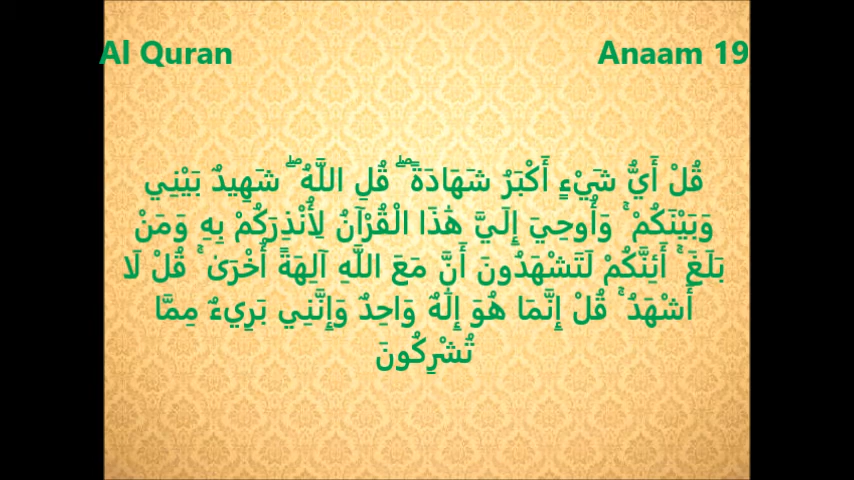 Al Quran
Anaam 19
قُلْ أَيُّ شَيْءٍ أَكْبَرُ شَهَادَةً ۖ قُلِ اللَّهُ ۖ شَهِيدٌ بَيْنِي
وَبَيْنَكُمْ ۚ وَأُوحِيَ إِلَيَّ هَٰذَا الْقُرْآنُ لِأُنْذِرَكُمْ بِهِ وَمَنْ
بَلَغَ ۚ أَئِنَّكُمْ لَتَشْهَدُونَ أَنَّ مَعَ اللَّهِ آلِهَةً أُخْرَىٰ ۚ قُلْ لَا
أَشْهَدُ ۚ قُلْ إِنَّمَا هُوَ إِلَٰهٌ وَاحِدٌ وَإِنَّنِي بَرِيءٌ مِمَّا
تُشْرِكُونَ